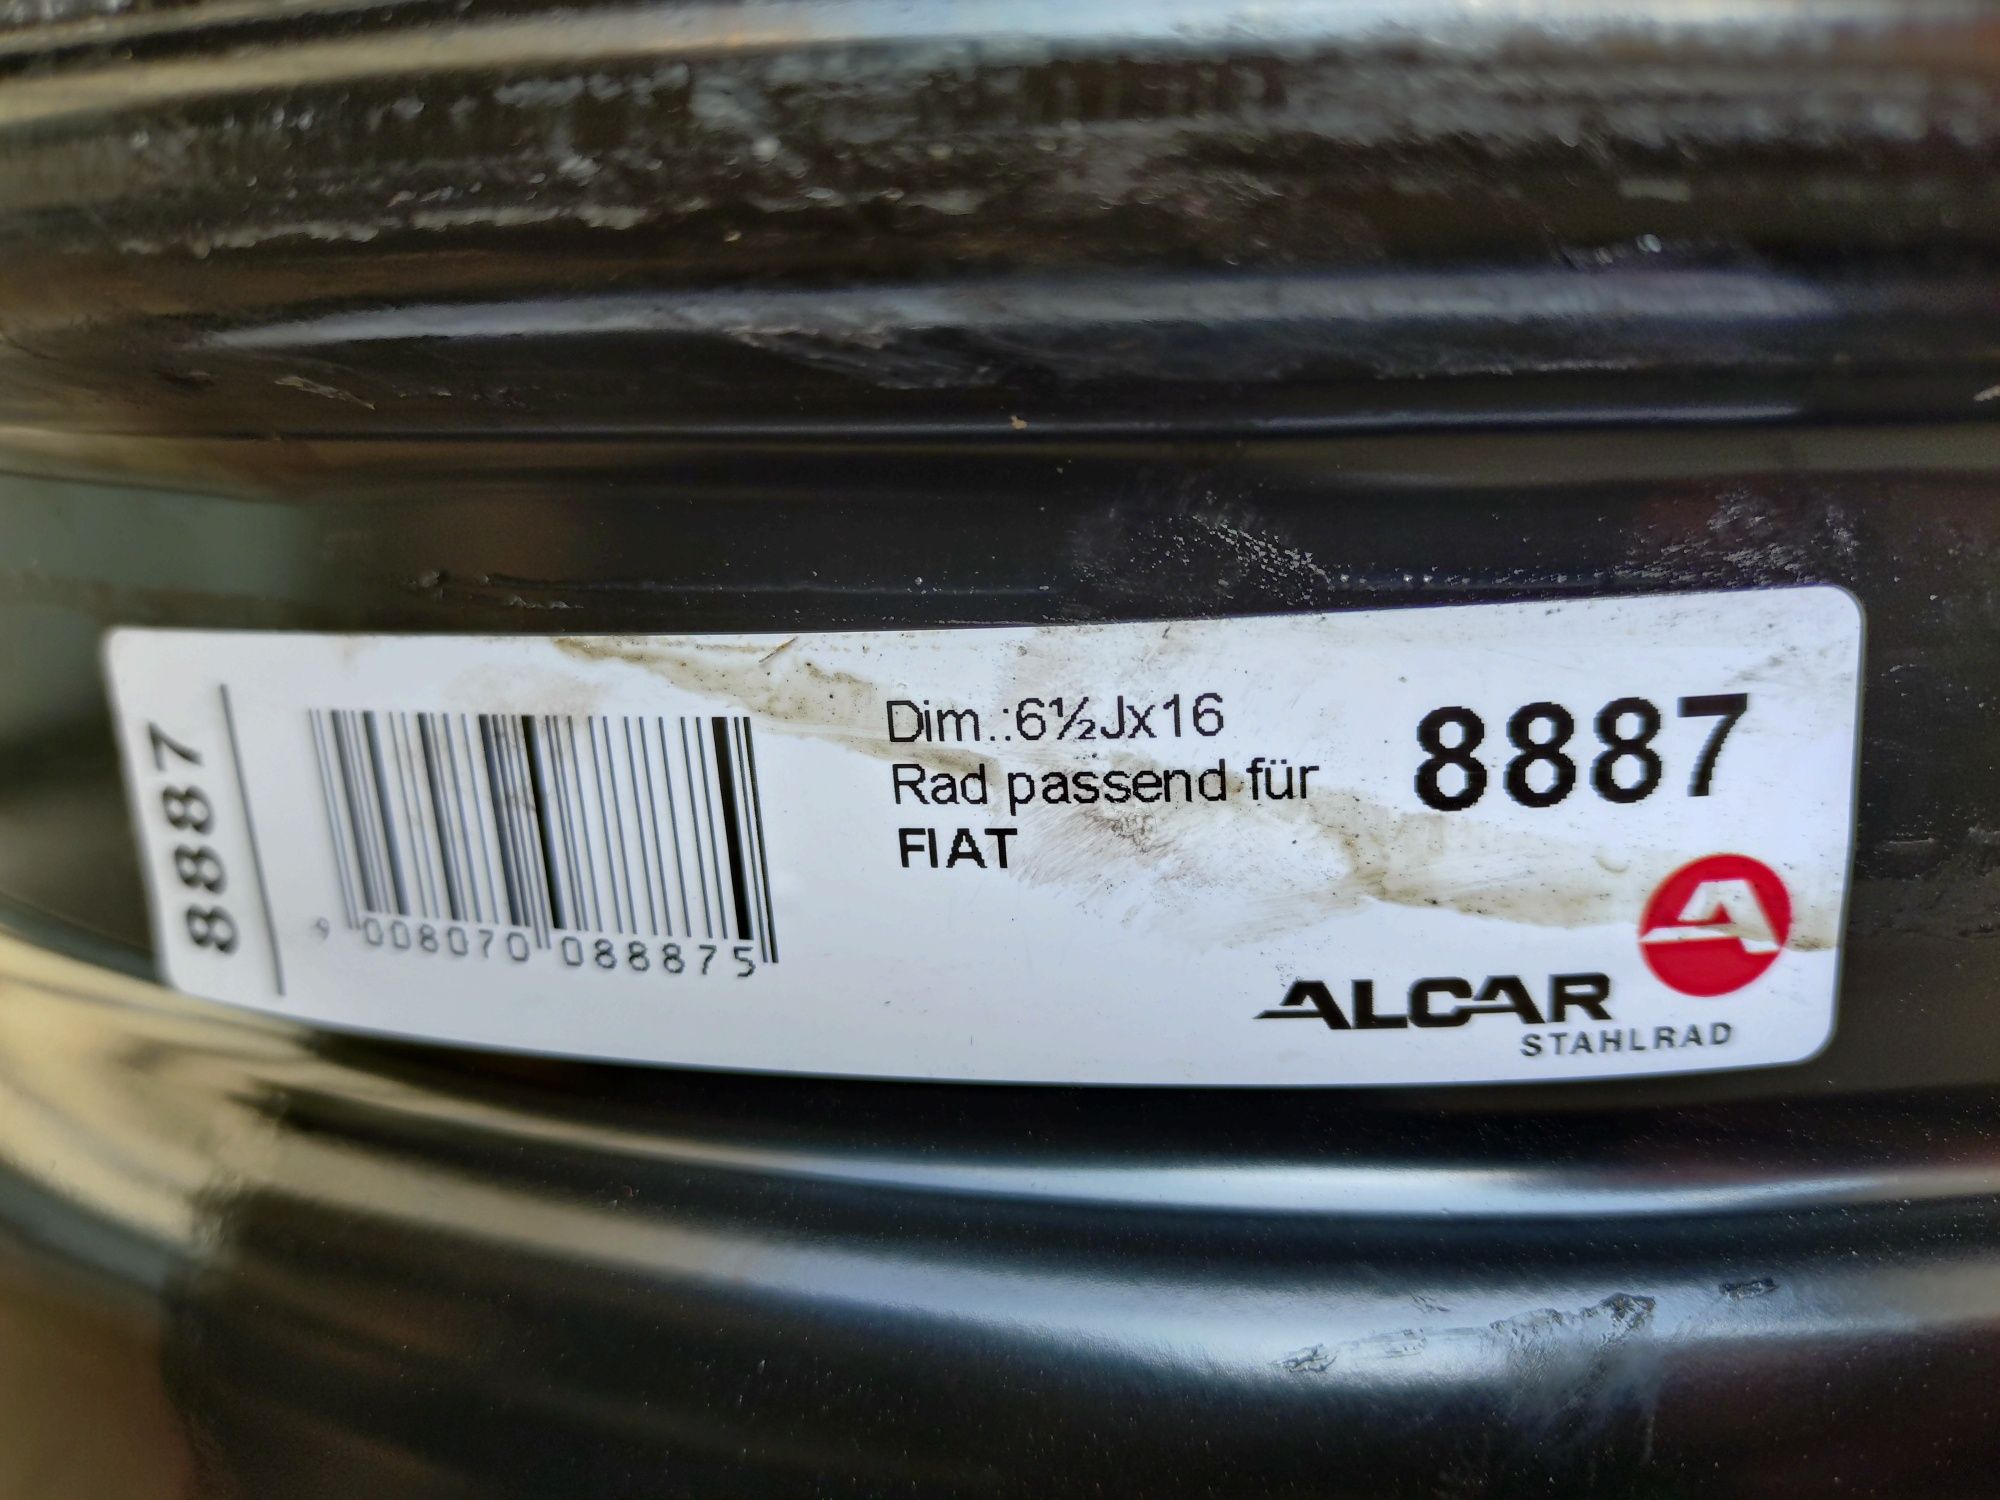 8887
9 008070 088875
Dim.:6½Jx16
Rad passend für
FIAT
8887
ALCAR
STAHLRAD